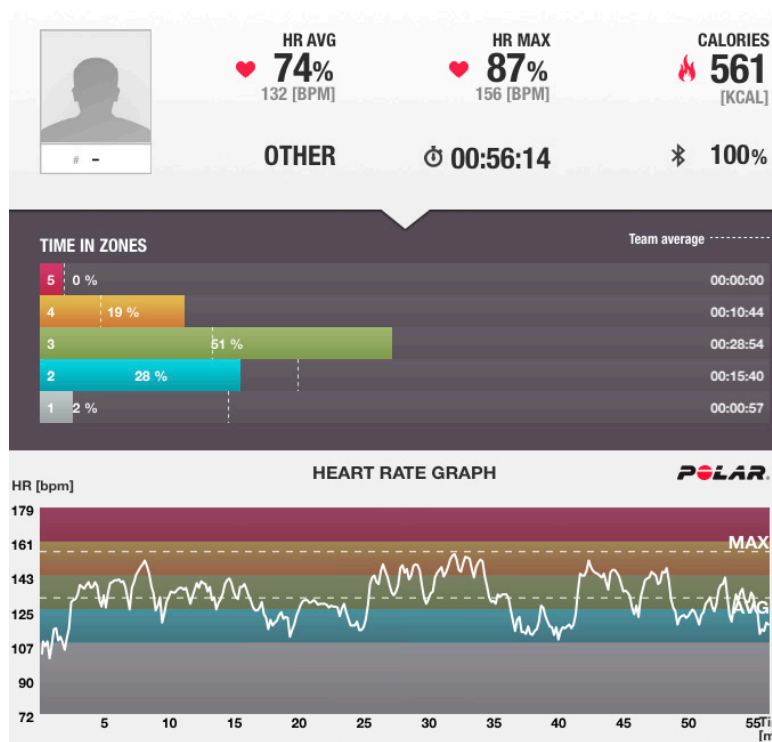 HR AVG
74%
132 [BPM]
HR MAX
87%
156 [BPM]
CALORIES
561
[KCAL]
# -
OTHER
00:56:14
100%
TIME IN ZONES
Team average
5 0 % 00:00:00
4 19 % 00:10:44
3 51 % 00:28:54
2 28 % 00:15:40
1 2 % 00:00:57
HEART RATE GRAPH
POLAR.
HR [bpm]
179
161
143
125
107
90
72
MAX
AVG
5 10 15 20 25 30 35 40 45 50 55